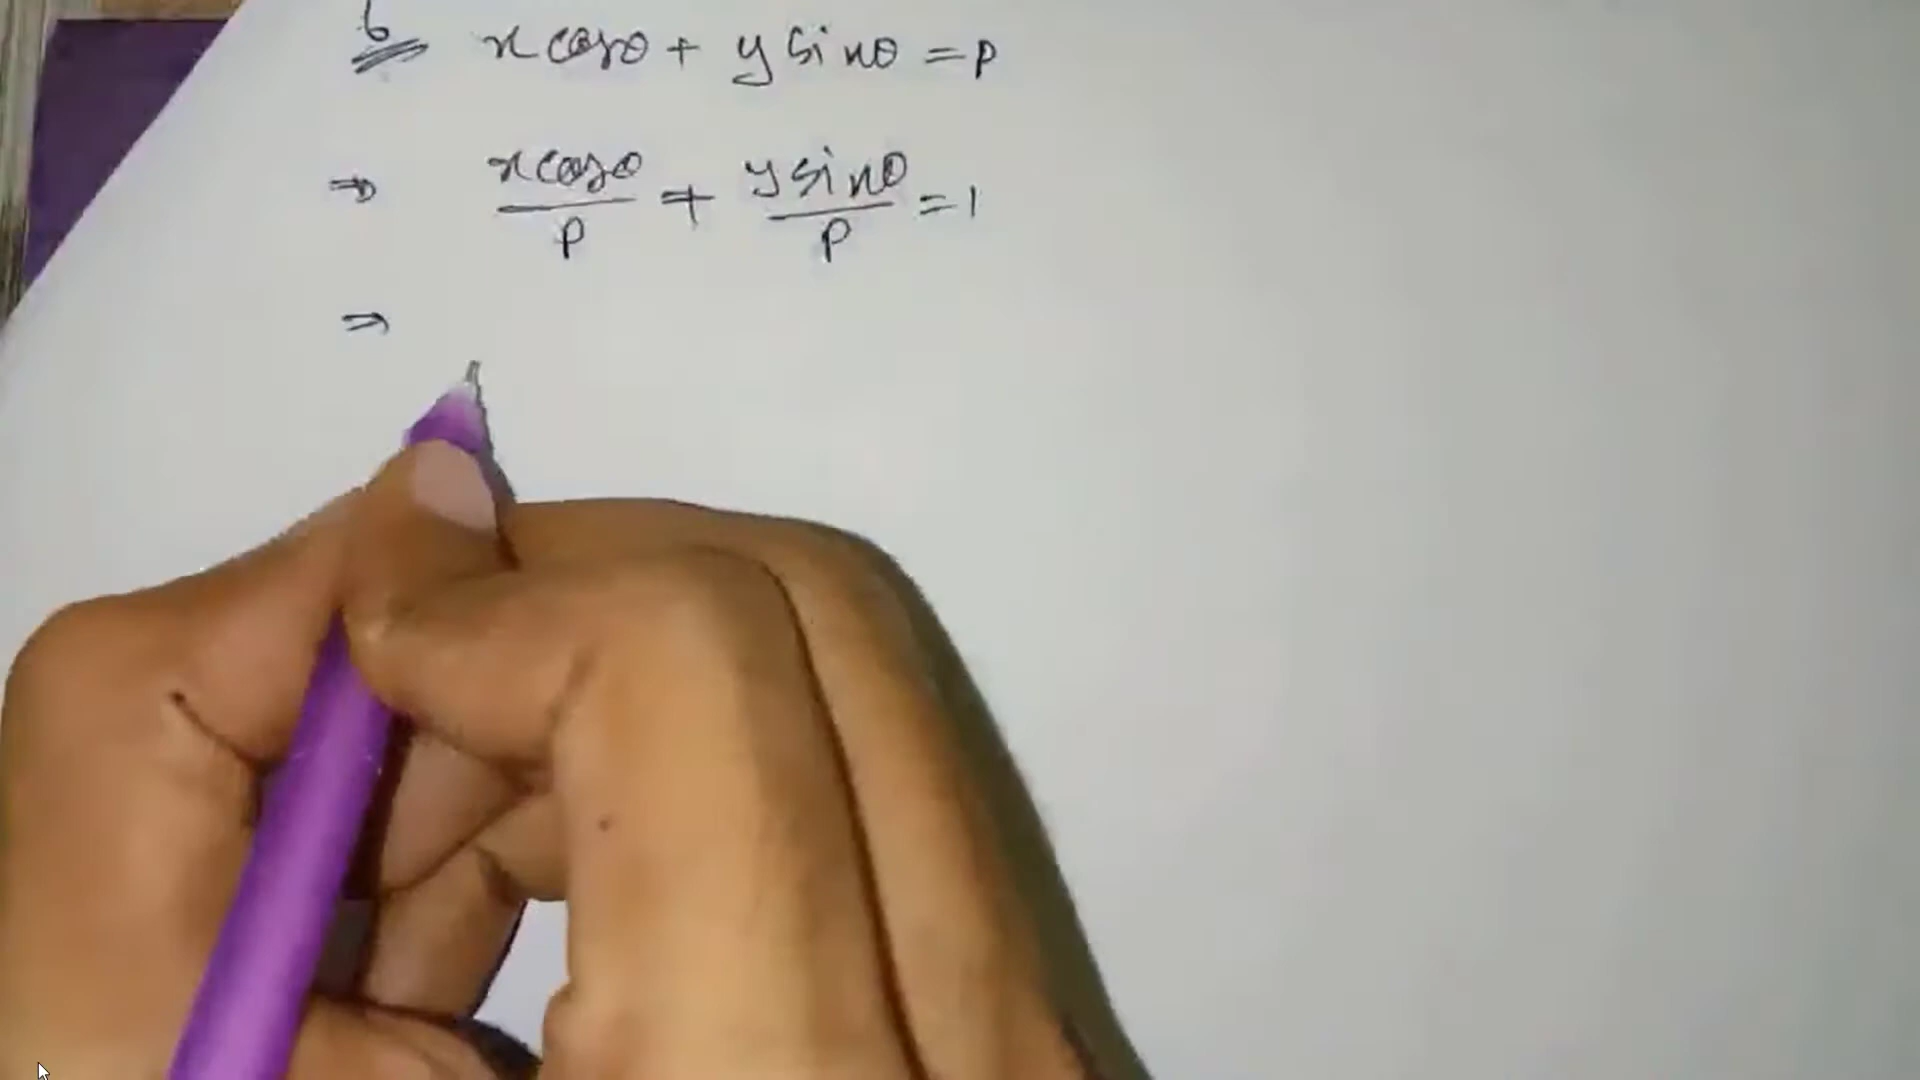 6 x cosθ + y sinθ = p
⇒ x cosθ/p + y sinθ/p = 1
⇒